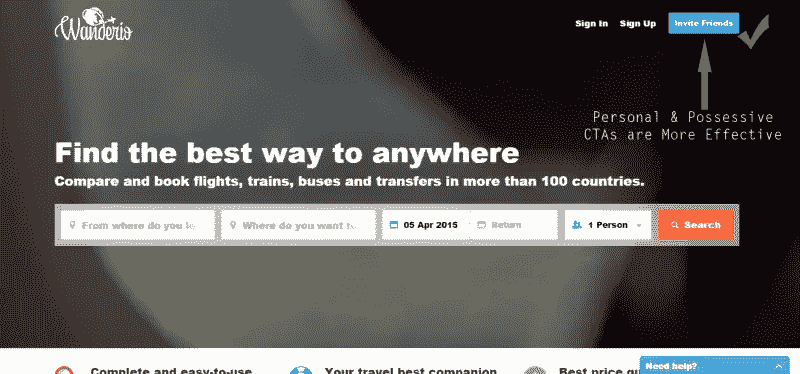 Wanderio
Sign In Sign Up Invite Friends
Personal & Possessive
CTAs are More Effective
Find the best way to anywhere
Compare and book flights, trains, buses and transfers in more than 100 countries.
From where do you Where do you want 05 Apr 2015 Return 1 Person Search
Complete and easy-to-use Your travel best companion Best price
Need help?